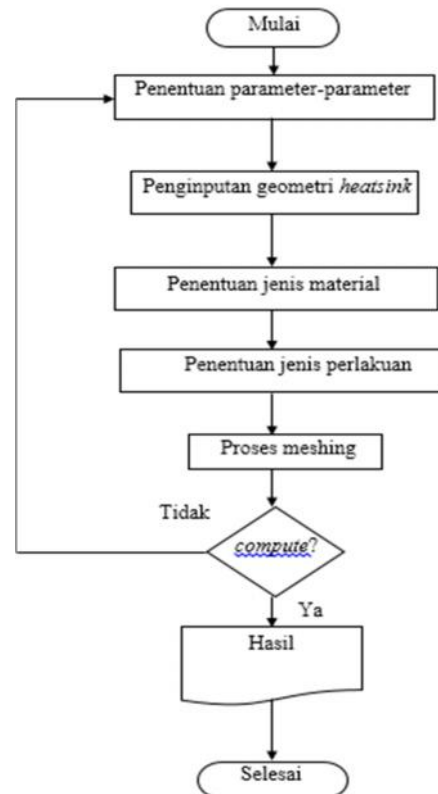 Mulai
Penentuan parameter-parameter
Penginputan geometri heatsink
Penentuan jenis material
Penentuan jenis perlakuan
Proses meshing
Tidak
compute?
Ya
Hasil
Selesai